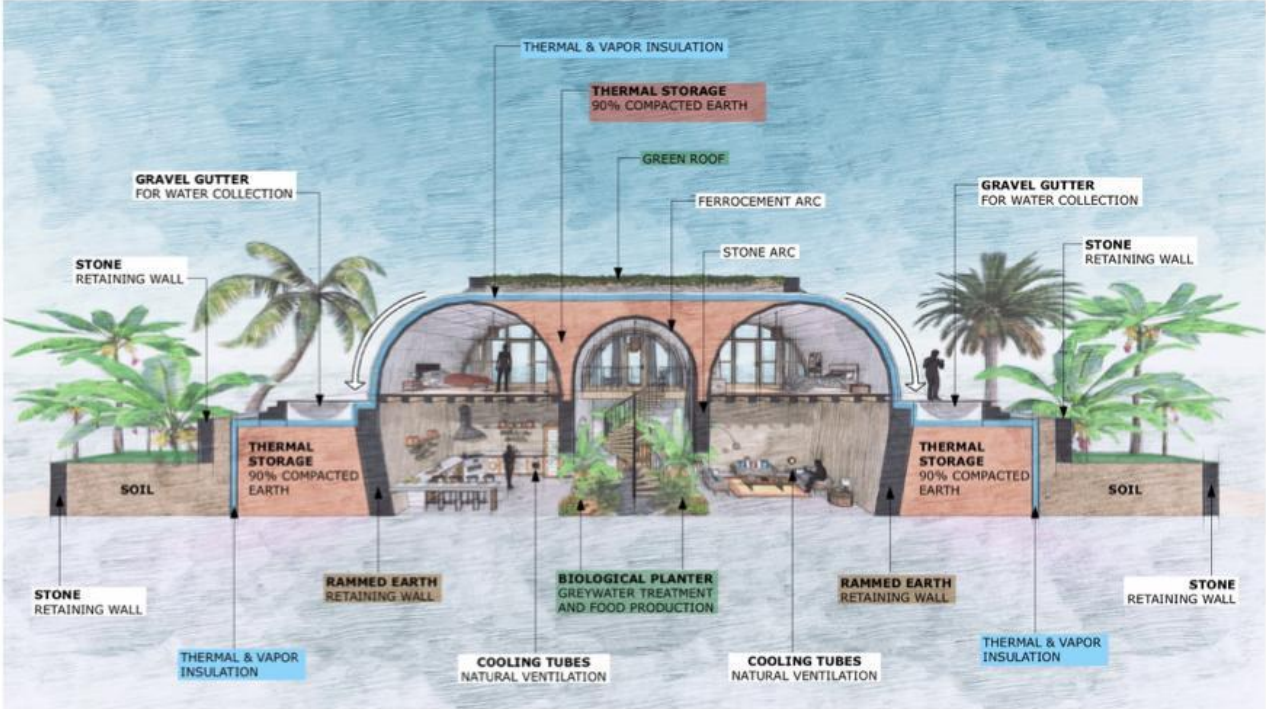 THERMAL & VAPOR INSULATION
THERMAL STORAGE
90% COMPACTED EARTH
GREEN ROOF
GRAVEL GUTTER
FOR WATER COLLECTION
FERROCEMENT ARC
GRAVEL GUTTER
FOR WATER COLLECTION
STONE
RETAINING WALL
STONE ARC
STONE
RETAINING WALL
THERMAL
STORAGE
90% COMPACTED
EARTH
SOIL
THERMAL
STORAGE
90% COMPACTED
EARTH
SOIL
STONE
RETAINING WALL
RAMMED EARTH
RETAINING WALL
BIOLOGICAL PLANTER
GREYWATER TREATMENT
AND FOOD PRODUCTION
RAMMED EARTH
RETAINING WALL
STONE
RETAINING WALL
THERMAL & VAPOR
INSULATION
COOLING TUBES
NATURAL VENTILATION
COOLING TUBES
NATURAL VENTILATION
THERMAL & VAPOR
INSULATION